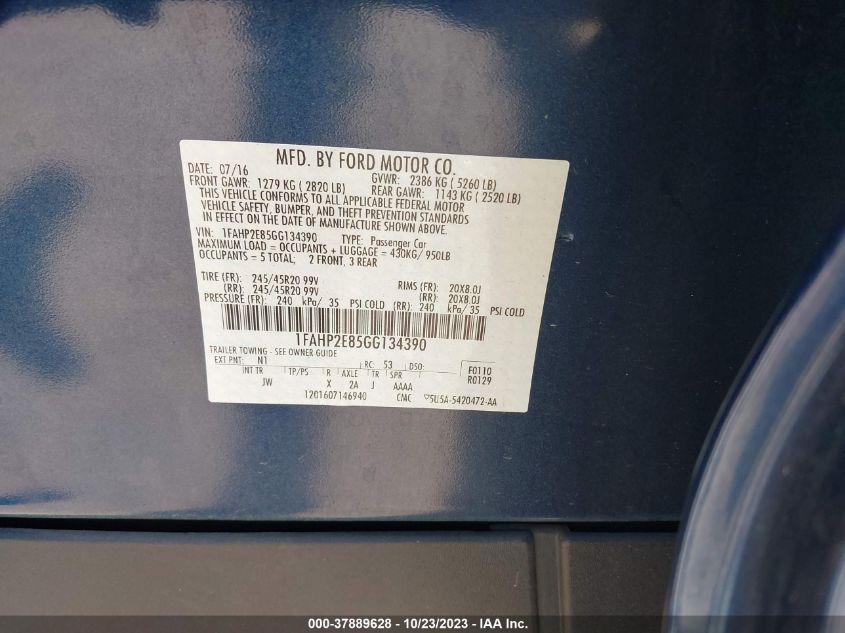 MFD. BY FORD MOTOR CO.
DATE: 07/16 GVWR: 2386 KG ( 5260 LB)
FRONT GAWR: 1279 KG ( 2820 LB) REAR GAWR: 1143 KG ( 2520 LB)
THIS VEHICLE CONFORMS TO ALL APPLICABLE FEDERAL MOTOR
VEHICLE SAFETY, BUMPER, AND THEFT PREVENTION STANDARDS
IN EFFECT ON THE DATE OF MANUFACTURE SHOWN ABOVE.
VIN: 1FAHP2E85GG134390 TYPE: Passenger Car
MAXIMUM LOAD = OCCUPANTS + LUGGAGE = 430KG/ 950LB
OCCUPANTS = 5 TOTAL; 2 FRONT, 3 REAR
TIRE (FR): 245/45R20 99V RIMS (FR): 20X8.0J
(RR): 245/45R20 99V (RR): 20X8.0J
PRESSURE (FR): 240 kPa/ 35 PSI COLD (RR): 240 kPa/ 35 PSI COLD
1FAHP2E85GG134390
TRAILER TOWING - SEE OWNER GUIDE
EXT PNT: N1 RC: 53 DSO: F0110
INT TR TP/PS R AXLE TR SPR R0129
JW X 2A J AAAA
1201607146940 CMC 5U5A-5420472-AA
000-37889628 - 10/23/2023 - IAA Inc.